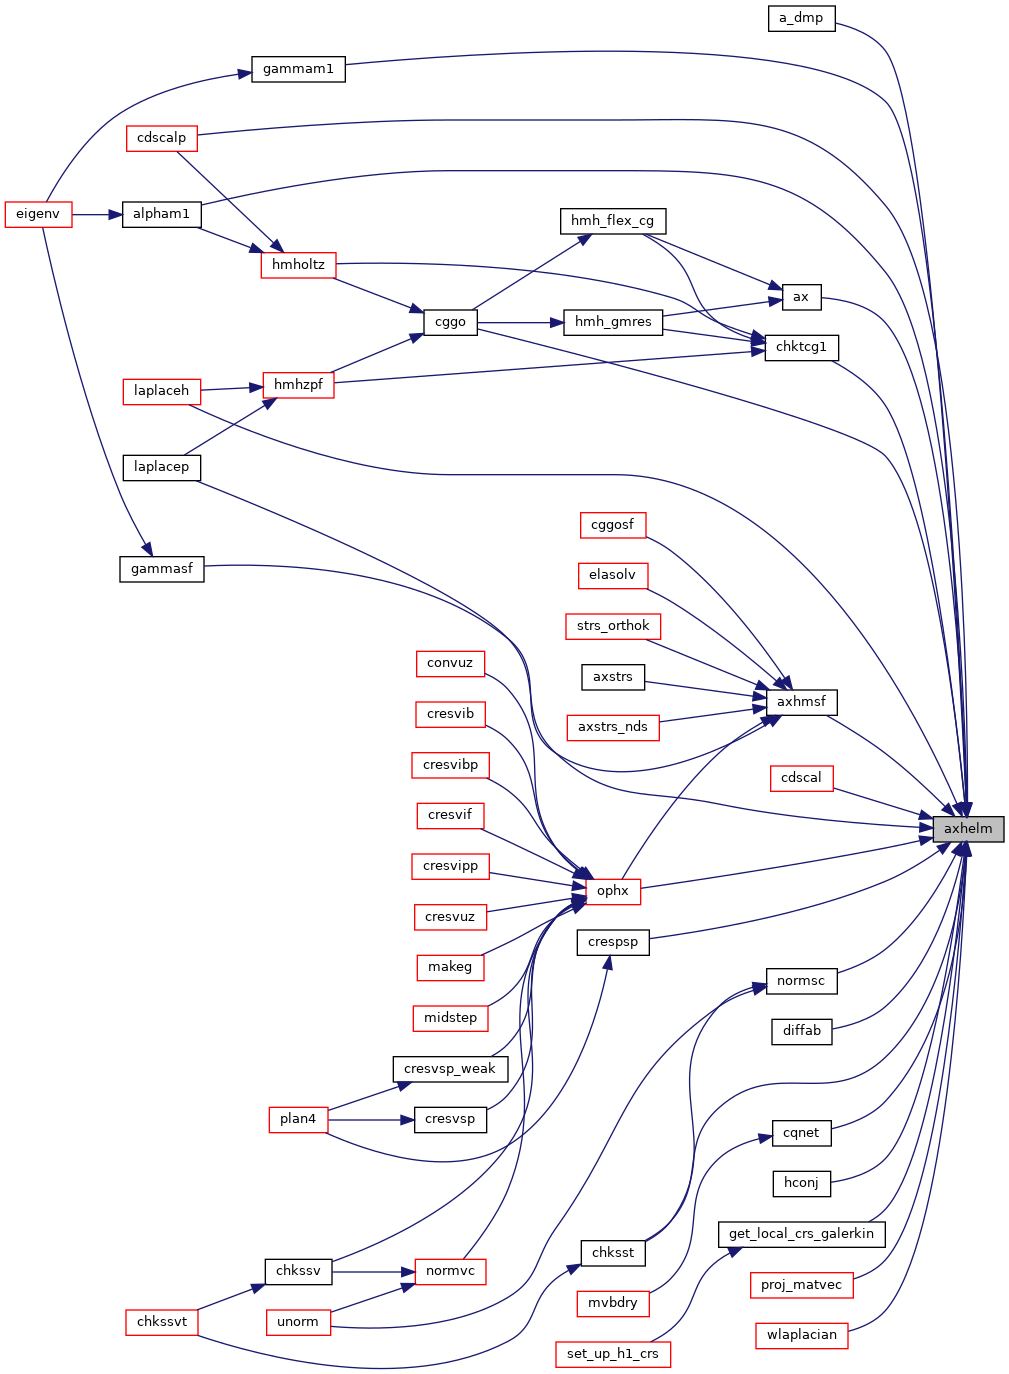 a_dmp
gammam1
cdscalp
eigenv
alpham1
hmh_flex_cg
hmholtz
ax
cggo
hmh_gmres
chktcg1
laplaceh
hmhzpf
laplacep
cggosf
gammasf
elasolv
strs_orthok
convuz
axstrs
axhmsf
cresvib
axstrs_nds
cresvibp
cdscal
cresvif
axhelm
cresvipp
ophx
cresvuz
crespsp
makeg
normsc
midstep
diffab
cresvsp_weak
plan4
cresvsp
cqnet
hconj
get_local_crs_galerkin
chksst
chkssv
normvc
proj_matvec
mvbdry
chkssvt
unorm
wlaplacian
set_up_h1_crs